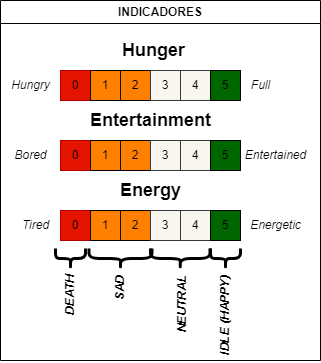 INDICADORES
Hunger
Hungry 0 1 2 3 4 5 Full
Entertainment
Bored 0 1 2 3 4 5 Entertained
Energy
Tired 0 1 2 3 4 5 Energetic
DEATH
SAD
NEUTRAL
IDLE (HAPPY)